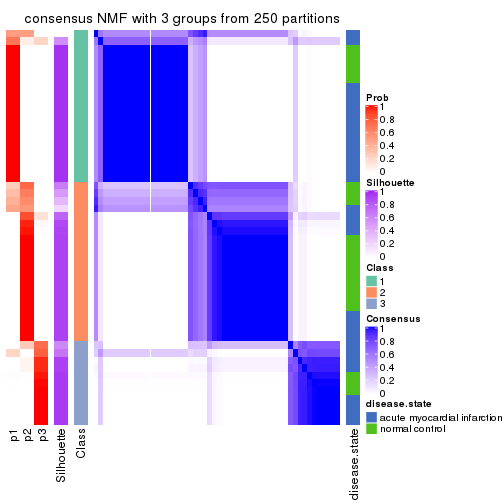 consensus NMF with 3 groups from 250 partitions
Prob
1
0.8
0.6
0.4
0.2
0
Silhouette
1
0.8
0.6
0.4
0.2
0
Class
1
2
3
Consensus
1
0.8
0.6
0.4
0.2
0
disease.state
acute myocardial infarction
normal control
p1
p2
p3
Silhouette
Class
disease.state